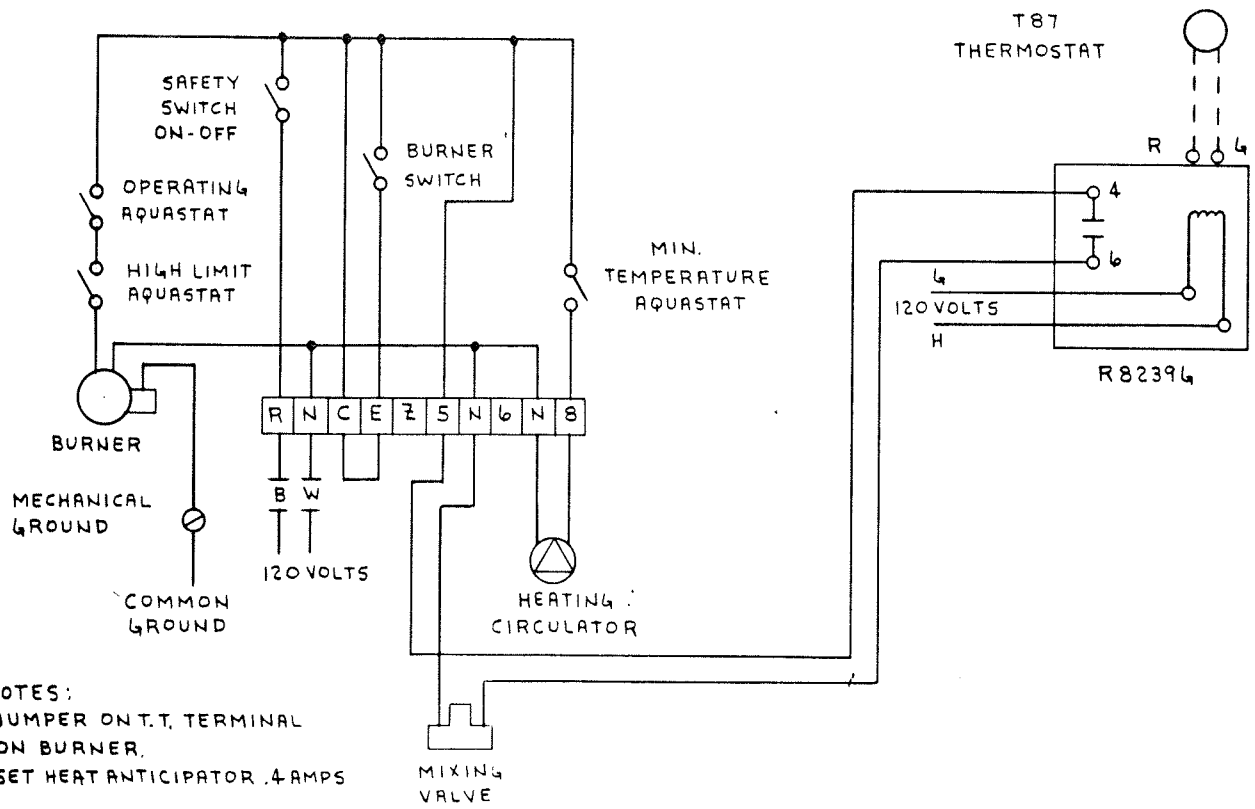 T87
THERMOSTAT
SAFETY
SWITCH
ON-OFF
BURNER
SWITCH
OPERATING
AQUASTAT
HIGH LIMIT
AQUASTAT
MIN.
TEMPERATURE
AQUASTAT
R G
4
6
G
120 VOLTS
H
R8239G
BURNER
R N C E Z 5 N 6 N 8
MECHANICAL
GROUND
B W
120 VOLTS
COMMON
GROUND
HEATING
CIRCULATOR
OTES:
JUMPER ON T.T. TERMINAL
ON BURNER.
SET HEAT ANTICIPATOR .4 AMPS
MIXING
VALVE